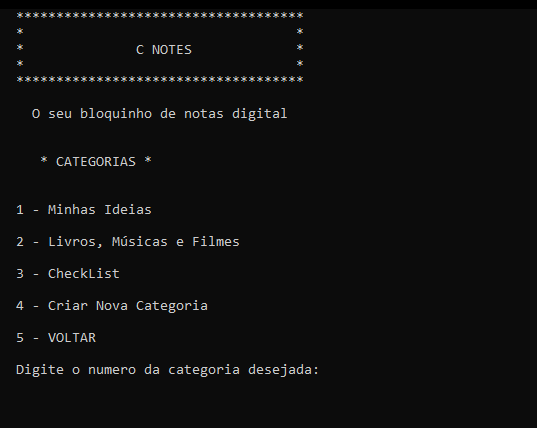 ************************************
*                                  *
*              C NOTES             *
*                                  *
************************************
O seu bloquinho de notas digital
* CATEGORIAS *
1 - Minhas Ideias
2 - Livros, Músicas e Filmes
3 - CheckList
4 - Criar Nova Categoria
5 - VOLTAR
Digite o numero da categoria desejada: